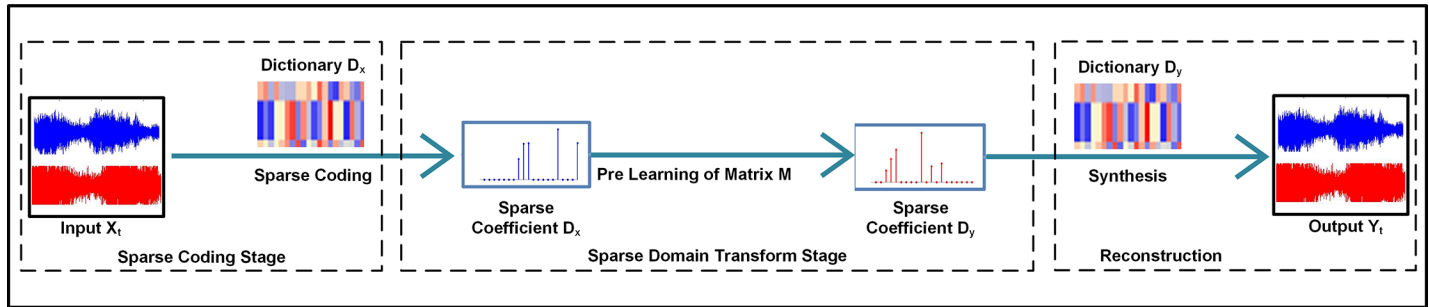 Dictionary Dx
Sparse Coding
Input Xt
Sparse Coding Stage
Pre Learning of Matrix M
Sparse
Coefficient Dx
Sparse
Coefficient Dy
Sparse Domain Transform Stage
Dictionary Dy
Synthesis
Output Yt
Reconstruction